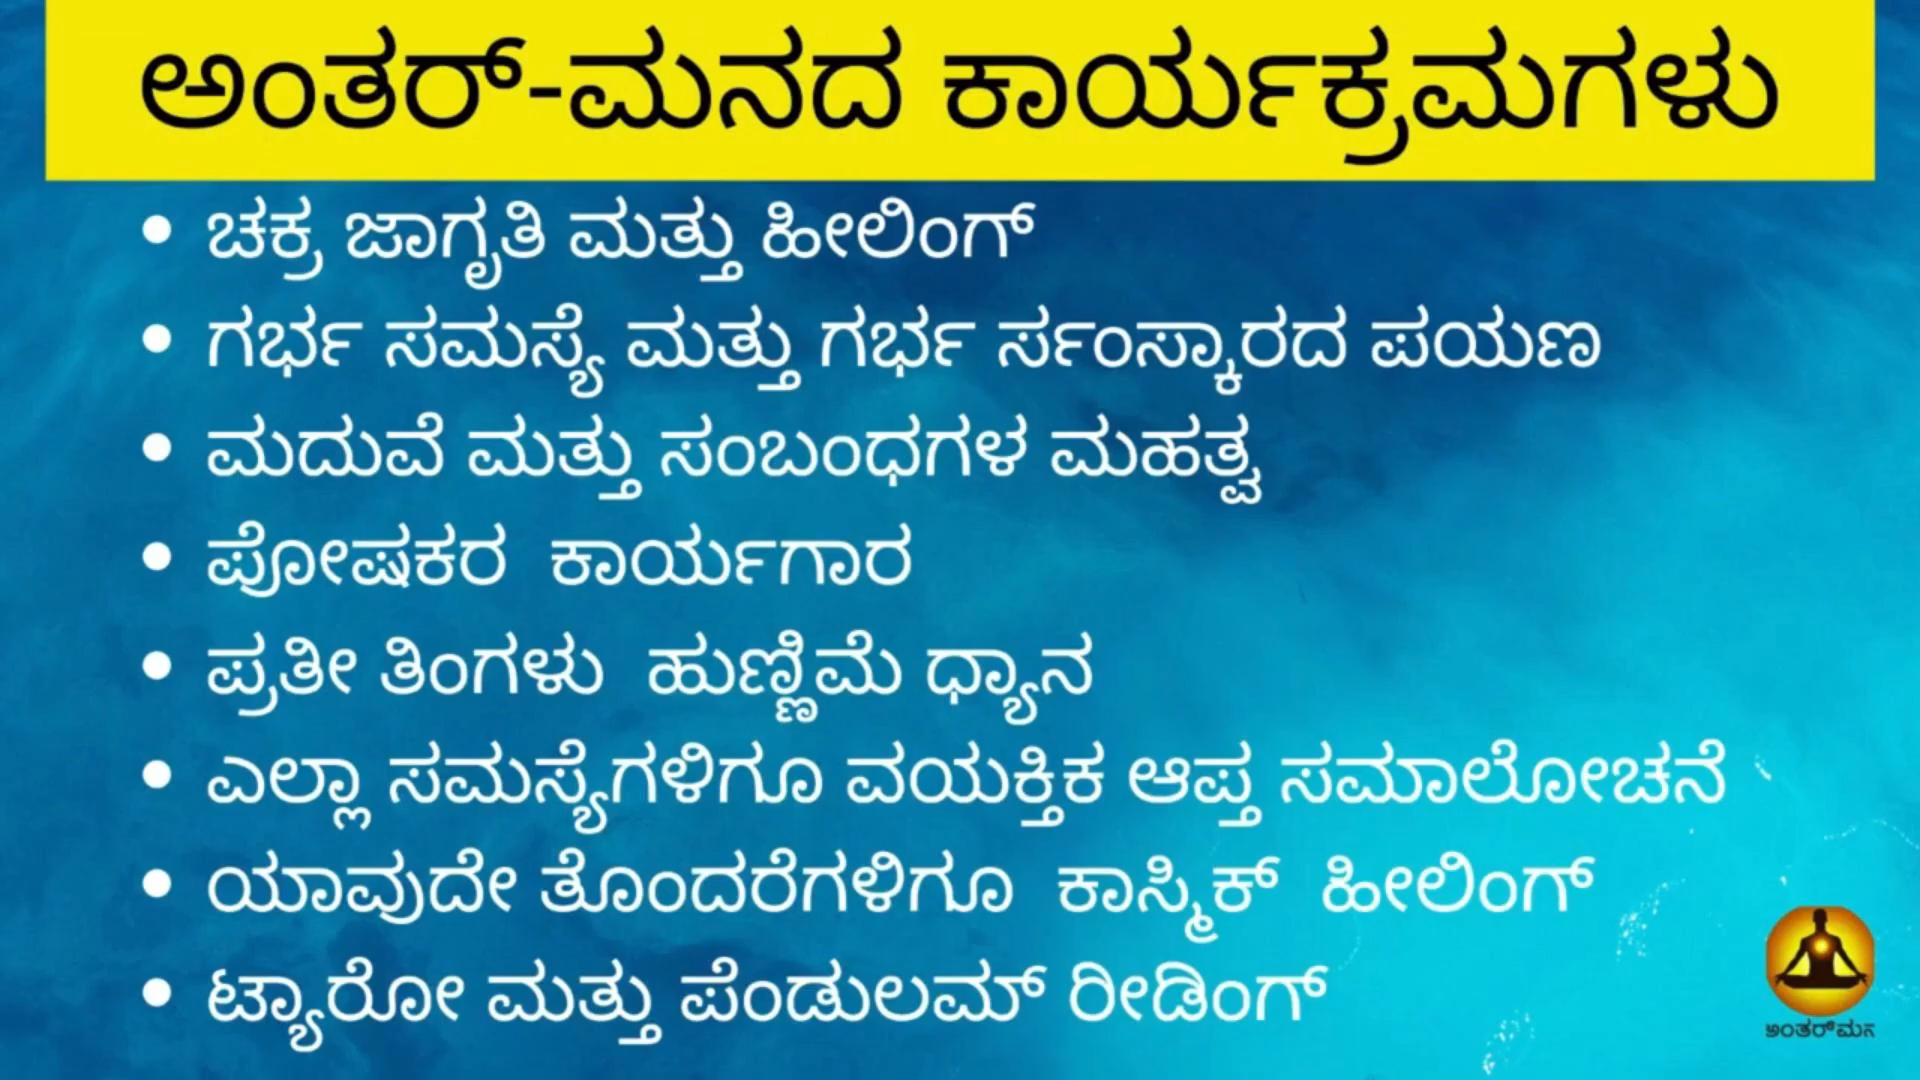 ಅಂತರ್-ಮನದ ಕಾರ್ಯಕ್ರಮಗಳು
• ಚಕ್ರ ಜಾಗೃತಿ ಮತ್ತು ಹೀಲಿಂಗ್
• ಗರ್ಭ ಸಮಸ್ಯೆ ಮತ್ತು ಗರ್ಭ ರ್ಸಂಸ್ಕಾರದ ಪಯಣ
• ಮದುವೆ ಮತ್ತು ಸಂಬಂಧಗಳ ಮಹತ್ವ
• ಪೋಷಕರ ಕಾರ್ಯಗಾರ
• ಪ್ರತೀ ತಿಂಗಳು ಹುಣ್ಣಿಮೆ ಧ್ಯಾನ
• ಎಲ್ಲಾ ಸಮಸ್ಯೆಗಳಿಗೂ ವಯಕ್ತಿಕ ಆಪ್ತ ಸಮಾಲೋಚನೆ
• ಯಾವುದೇ ತೊಂದರೆಗಳಿಗೂ ಕಾಸ್ಮಿಕ್ ಹೀಲಿಂಗ್
• ಟ್ಯಾರೋ ಮತ್ತು ಪೆಂಡುಲಮ್ ರೀಡಿಂಗ್
ಅಂತರ್‌ಮನ